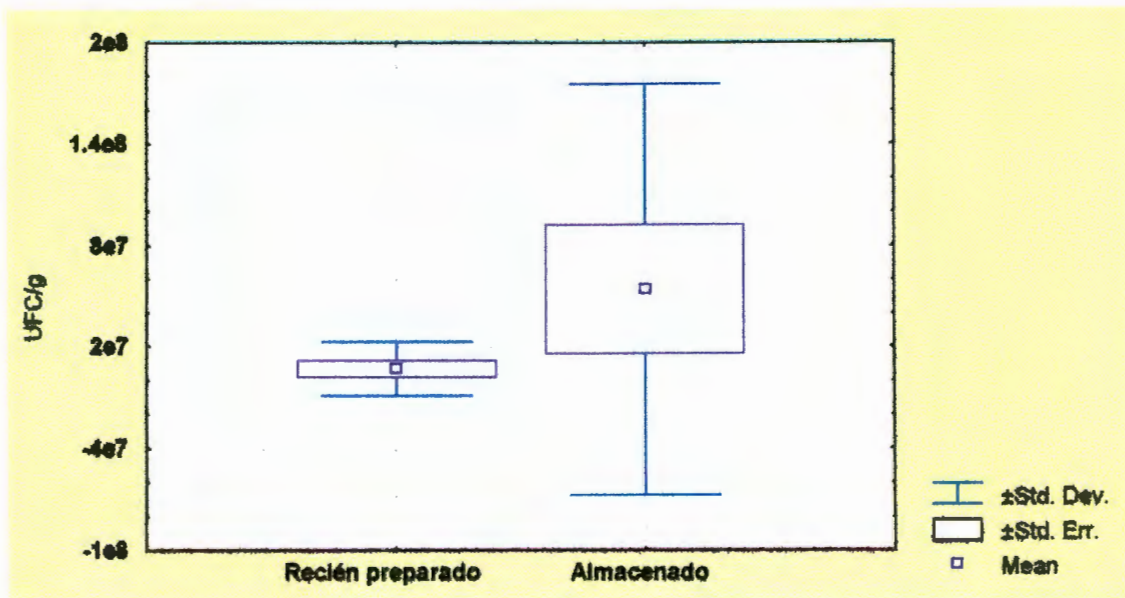 UFC/g
2e8
1.4e8
8e7
2e7
-4e7
-1e8
Recién preparado
Almacenado
±Std. Dev.
±Std. Err.
Mean